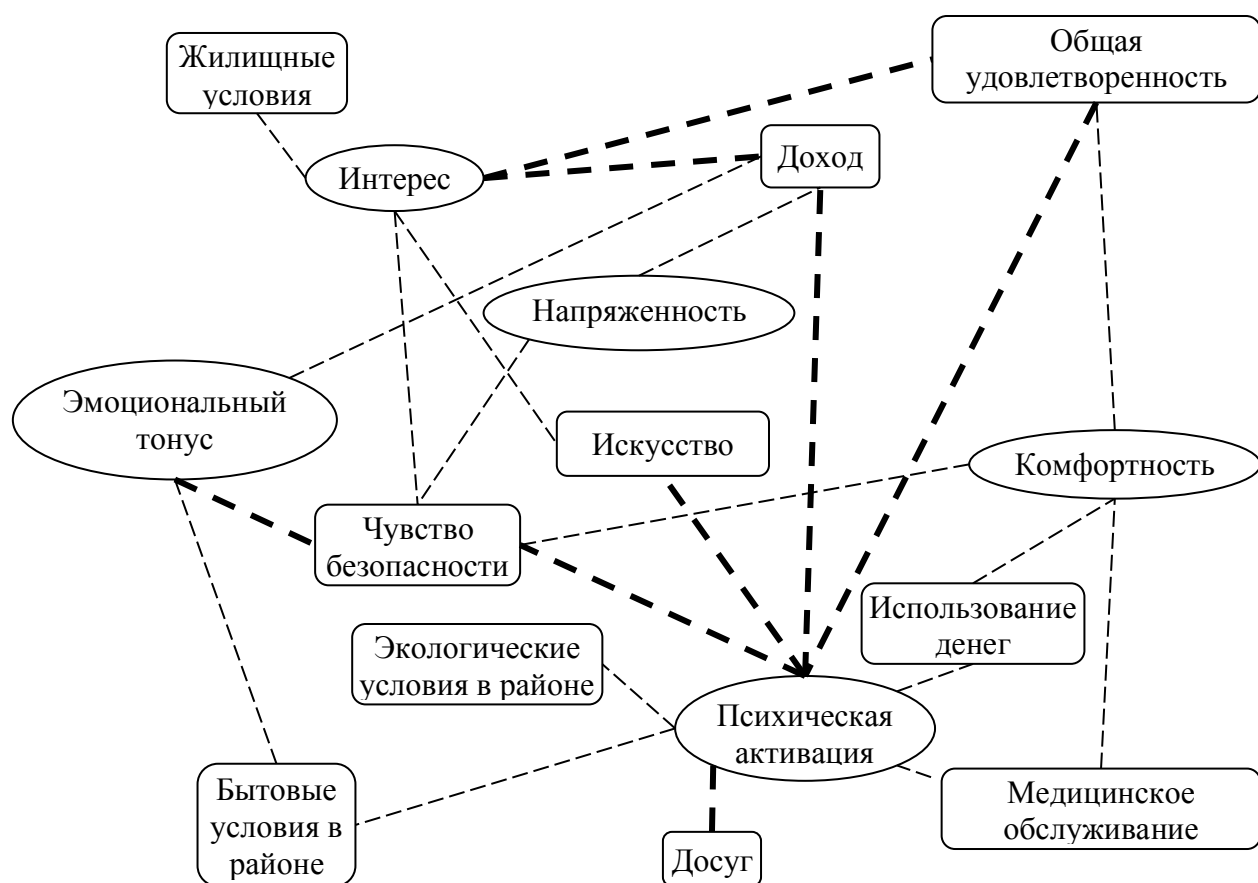 Жилищные
условия
Общая
удовлетворенность
Доход
Интерес
Напряженность
Эмоциональный
тонус
Искусство
Комфортность
Чувство
безопасности
Использование
денег
Экологические
условия в районе
Психическая
активация
Бытовые
условия в
районе
Медицинское
обслуживание
Досуг